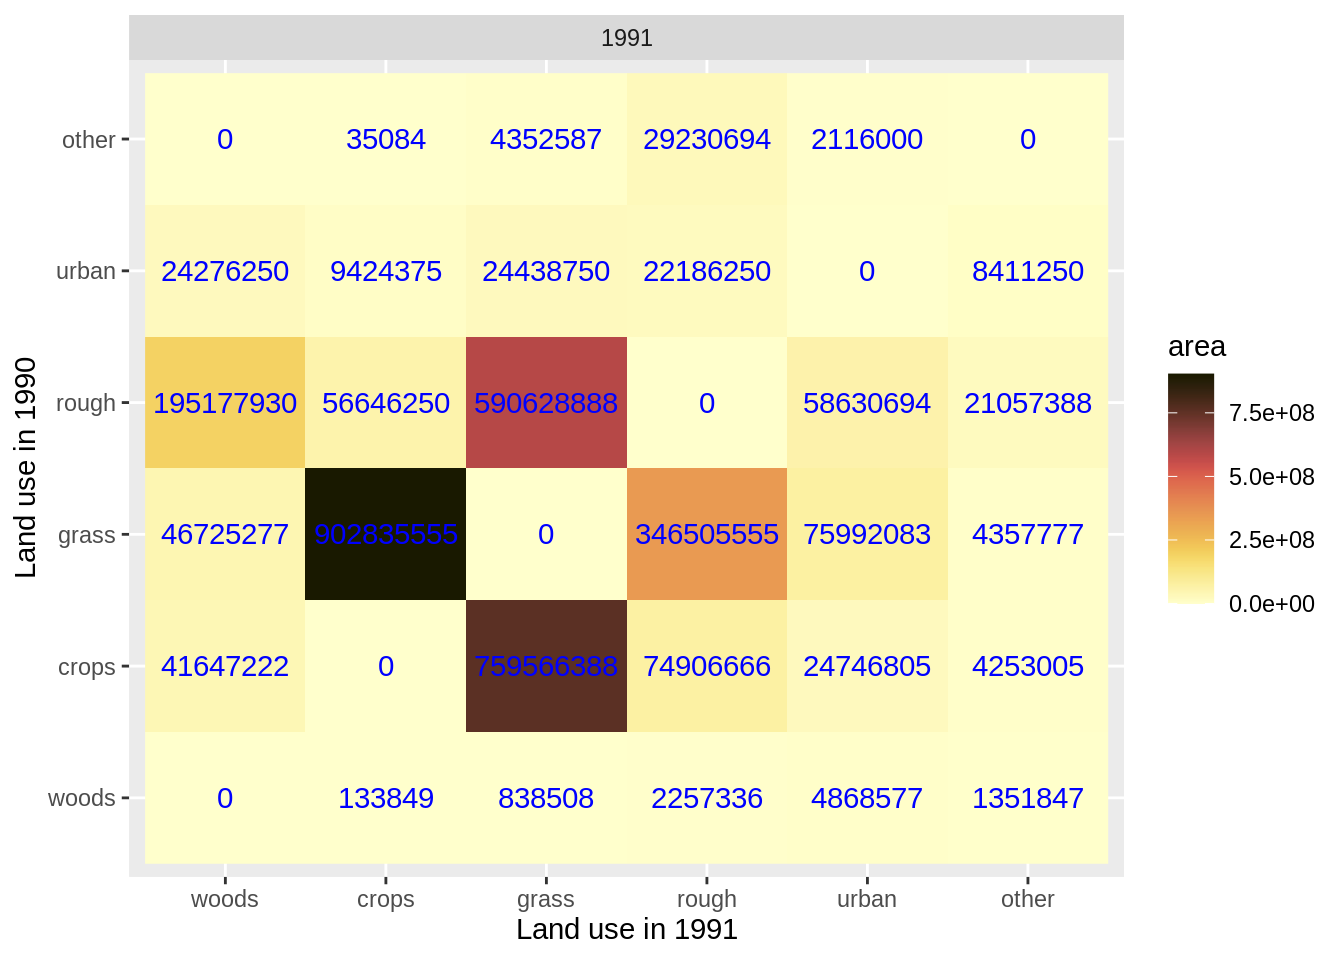 1991
other 0 35084 4352587 29230694 2116000 0
urban 24276250 9424375 24438750 22186250 0 8411250
rough 195177930 56646250 590628888 0 58630694 21057388
grass 46725277 902835555 0 346505555 75992083 4357777
crops 41647222 0 759566388 74906666 24746805 4253005
woods 0 133849 838508 2257336 4868577 1351847
woods crops grass rough urban other
Land use in 1991
Land use in 1990
area
7.5e+08
5.0e+08
2.5e+08
0.0e+00